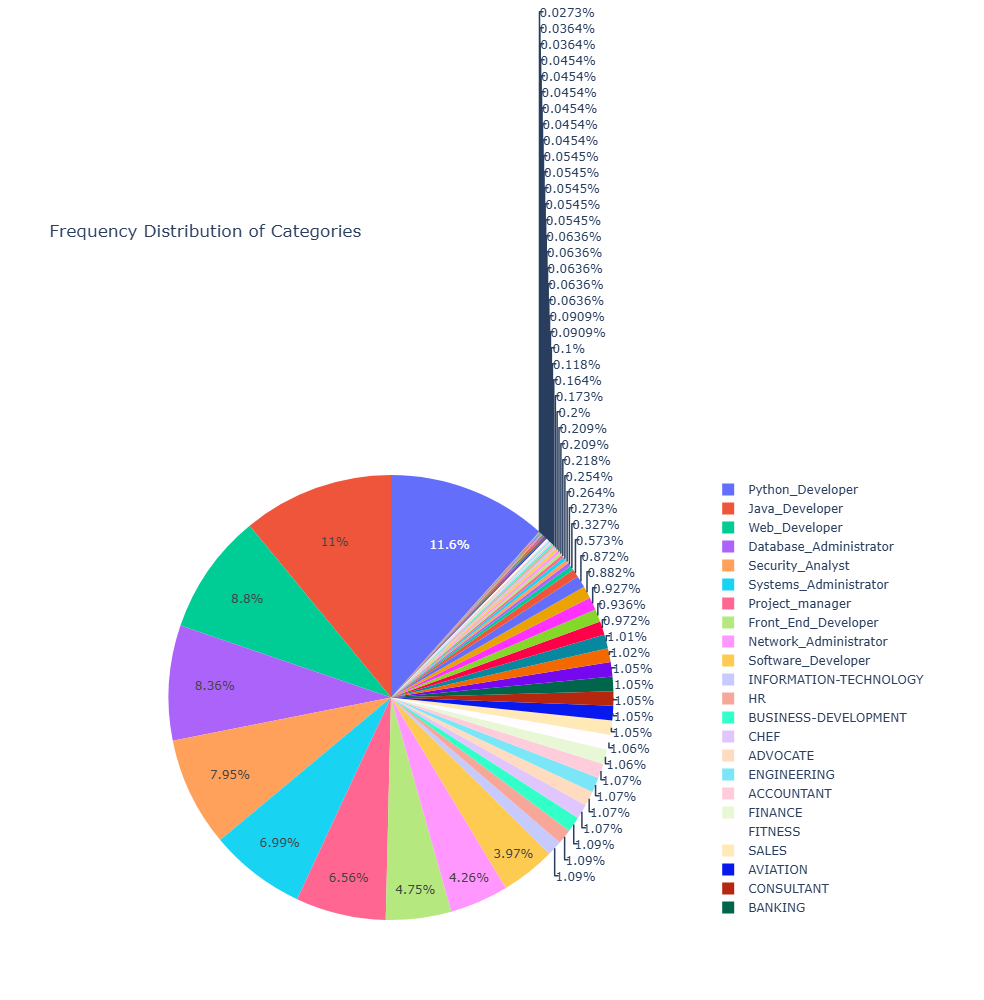 0.0273%
0.0364%
0.0364%
0.0454%
0.0454%
0.0454%
0.0454%
0.0454%
0.0454%
0.0545%
0.0545%
0.0545%
0.0545%
0.0545%
0.0636%
0.0636%
0.0636%
0.0636%
0.0636%
0.0909%
0.0909%
0.1%
0.118%
0.164%
0.173%
0.2%
0.209%
0.209%
0.218%
0.254%
0.264%
0.273%
0.327%
0.573%
0.872%
0.882%
0.927%
0.936%
0.972%
1.01%
1.02%
1.05%
1.05%
1.05%
1.05%
1.05%
1.06%
1.06%
1.07%
1.07%
1.07%
1.07%
1.09%
1.09%
1.09%
Frequency Distribution of Categories
11.6%
11%
8.8%
8.36%
7.95%
6.99%
6.56%
4.75%
4.26%
3.97%
Python_Developer
Java_Developer
Web_Developer
Database_Administrator
Security_Analyst
Systems_Administrator
Project_manager
Front_End_Developer
Network_Administrator
Software_Developer
INFORMATION-TECHNOLOGY
HR
BUSINESS-DEVELOPMENT
CHEF
ADVOCATE
ENGINEERING
ACCOUNTANT
FINANCE
FITNESS
SALES
AVIATION
CONSULTANT
BANKING